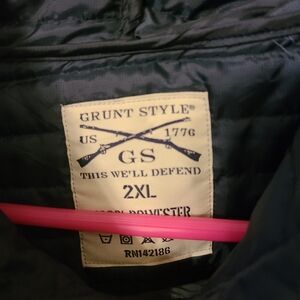 GRUNT STYLE®
US 1776
GS
THIS WE'LL DEFEND
2XL
POLYESTER
RN142186